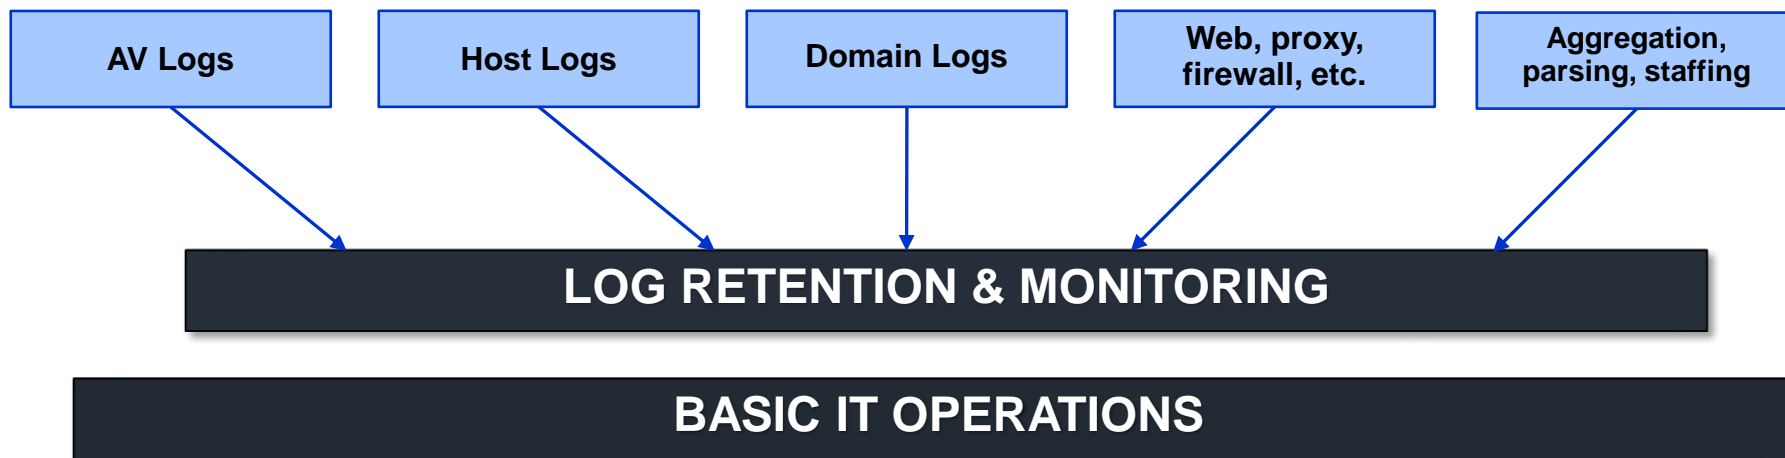 AV Logs
Host Logs
Domain Logs
Web, proxy,
firewall, etc.
Aggregation,
parsing, staffing
LOG RETENTION & MONITORING
BASIC IT OPERATIONS